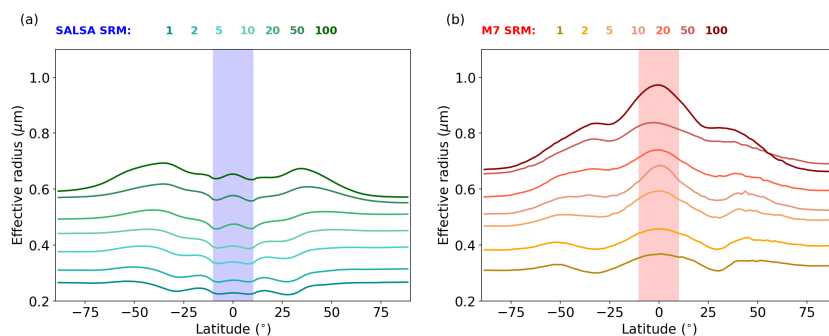 (a)
SALSA SRM: 1 2 5 10 20 50 100
Effective radius (μm)
1.0
0.8
0.6
0.4
0.2
−75 −50 −25 0 25 50 75
Latitude (°)
(b)
M7 SRM: 1 2 5 10 20 50 100
Effective radius (μm)
1.0
0.8
0.6
0.4
0.2
−75 −50 −25 0 25 50 75
Latitude (°)